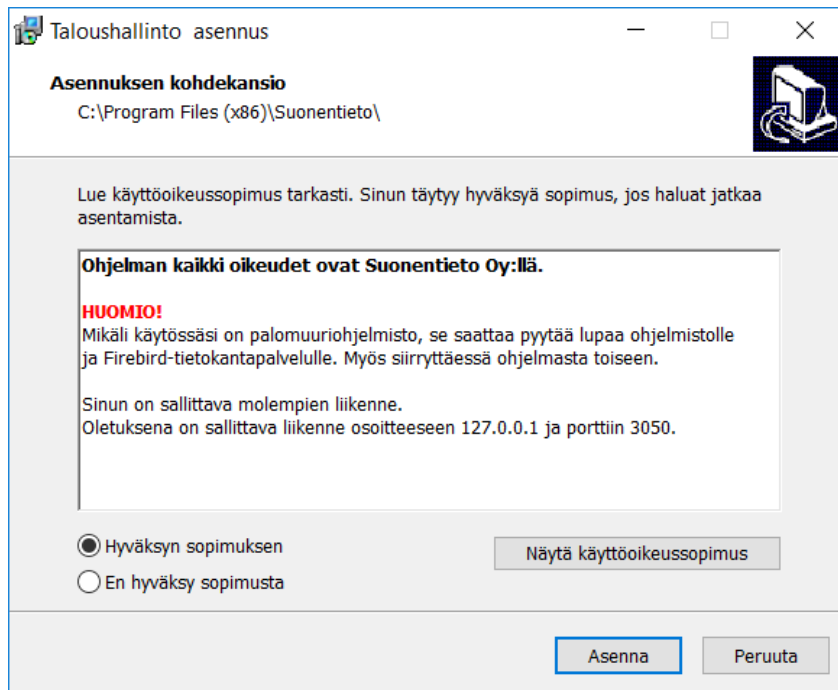 Taloushallinto  asennus
Asennuksen kohdekansio
C:\Program Files (x86)\Suonentieto\
Lue käyttöoikeussopimus tarkasti. Sinun täytyy hyväksyä sopimus, jos haluat jatkaa
asentamista.
Ohjelman kaikki oikeudet ovat Suonentieto Oy:llä.
HUOMIO!
Mikäli käytössäsi on palomuuriohjelmisto, se saattaa pyytää lupaa ohjelmistolle
ja Firebird-tietokantapalvelulle. Myös siirryttäessä ohjelmasta toiseen.
Sinun on sallittava molempien liikenne.
Oletuksena on sallittava liikenne osoitteeseen 127.0.0.1 ja porttiin 3050.
Hyväksyn sopimuksen
Näytä käyttöoikeussopimus
En hyväksy sopimusta
Asenna
Peruuta